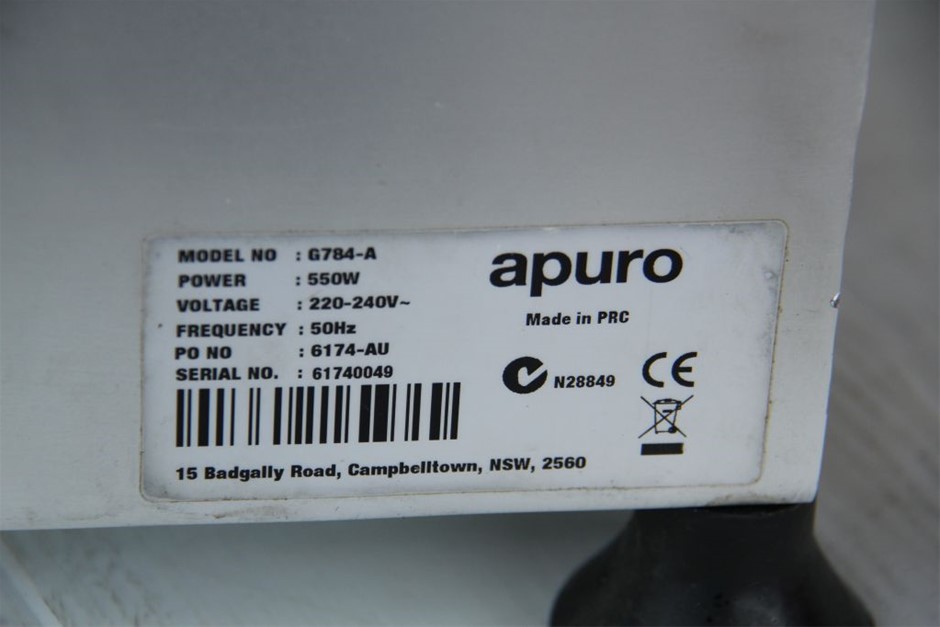 MODEL NO : G784-A
POWER : 550W
VOLTAGE : 220-240V~
FREQUENCY : 50Hz
PO NO : 6174-AU
SERIAL NO. : 61740049
apuro
Made in PRC
N28849
CE
15 Badgally Road, Campbelltown, NSW, 2560